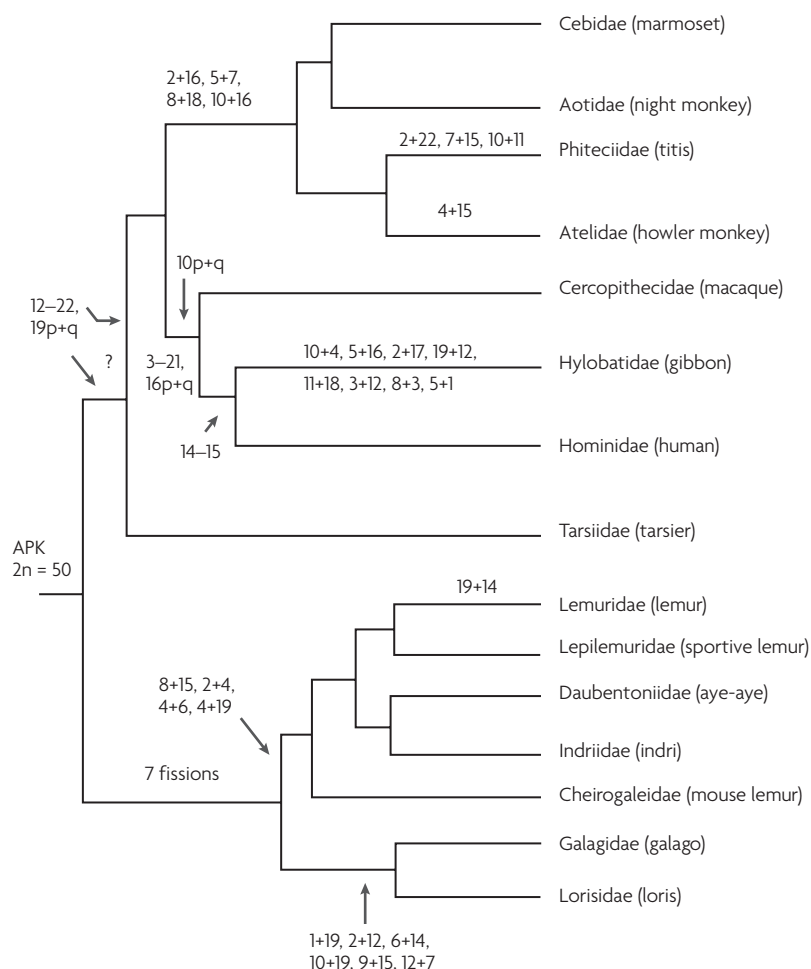 Cebidae (marmoset)
2+16, 5+7,
8+18, 10+16
Aotidae (night monkey)
2+22, 7+15, 10+11
Phiteciidae (titis)
4+15
Atelidae (howler monkey)
10p+q
Cercopithecidae (macaque)
12–22,
19p+q
?
3–21,
16p+q
10+4, 5+16, 2+17, 19+12,
11+18, 3+12, 8+3, 5+1
Hylobatidae (gibbon)
14–15
Hominidae (human)
Tarsiidae (tarsier)
APK
2n = 50
19+14
Lemuridae (lemur)
Lepilemuridae (sportive lemur)
8+15, 2+4,
4+6, 4+19
Daubentoniidae (aye-aye)
Indriidae (indri)
7 fissions
Cheirogaleidae (mouse lemur)
Galagidae (galago)
Lorisidae (loris)
1+19, 2+12, 6+14,
10+19, 9+15, 12+7